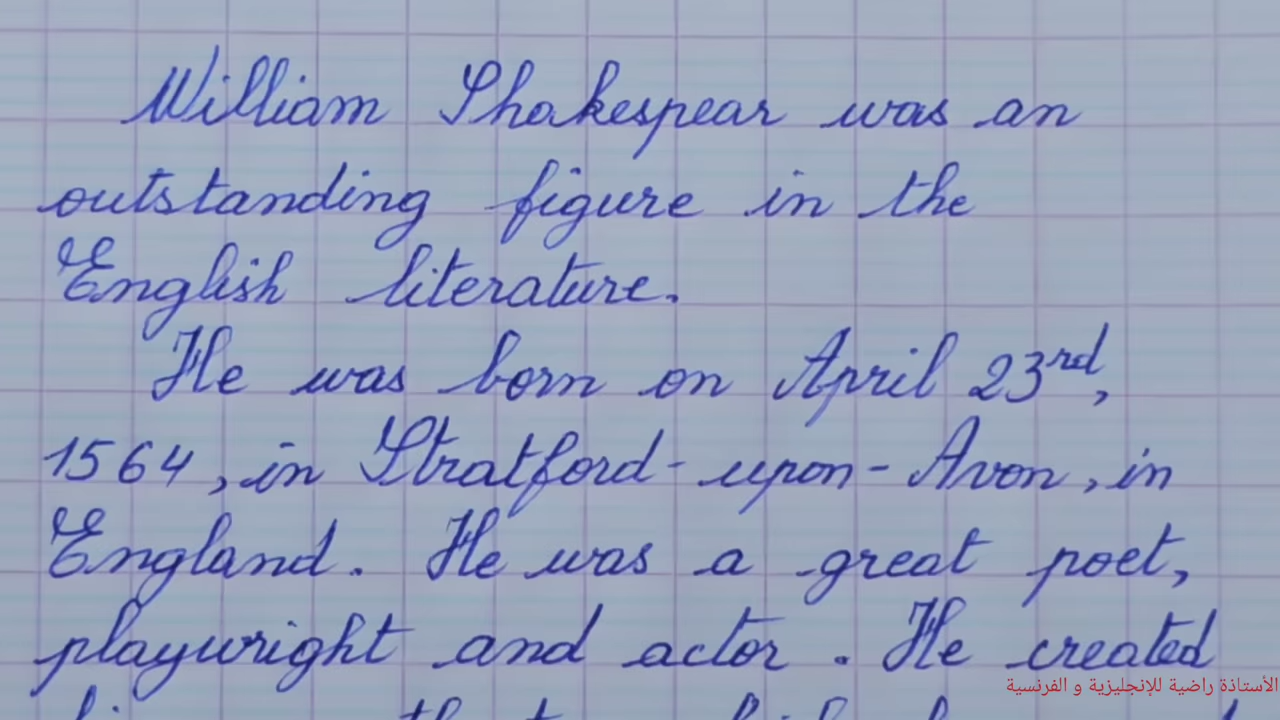 William Shakespear was an
outstanding figure in the
English literature.
He was born on April 23rd,
1564, in Stratford-upon-Avon, in
England. He was a great poet,
playwright and actor. He created
الأستاذة راضية للإنجليزية و الفرنسية